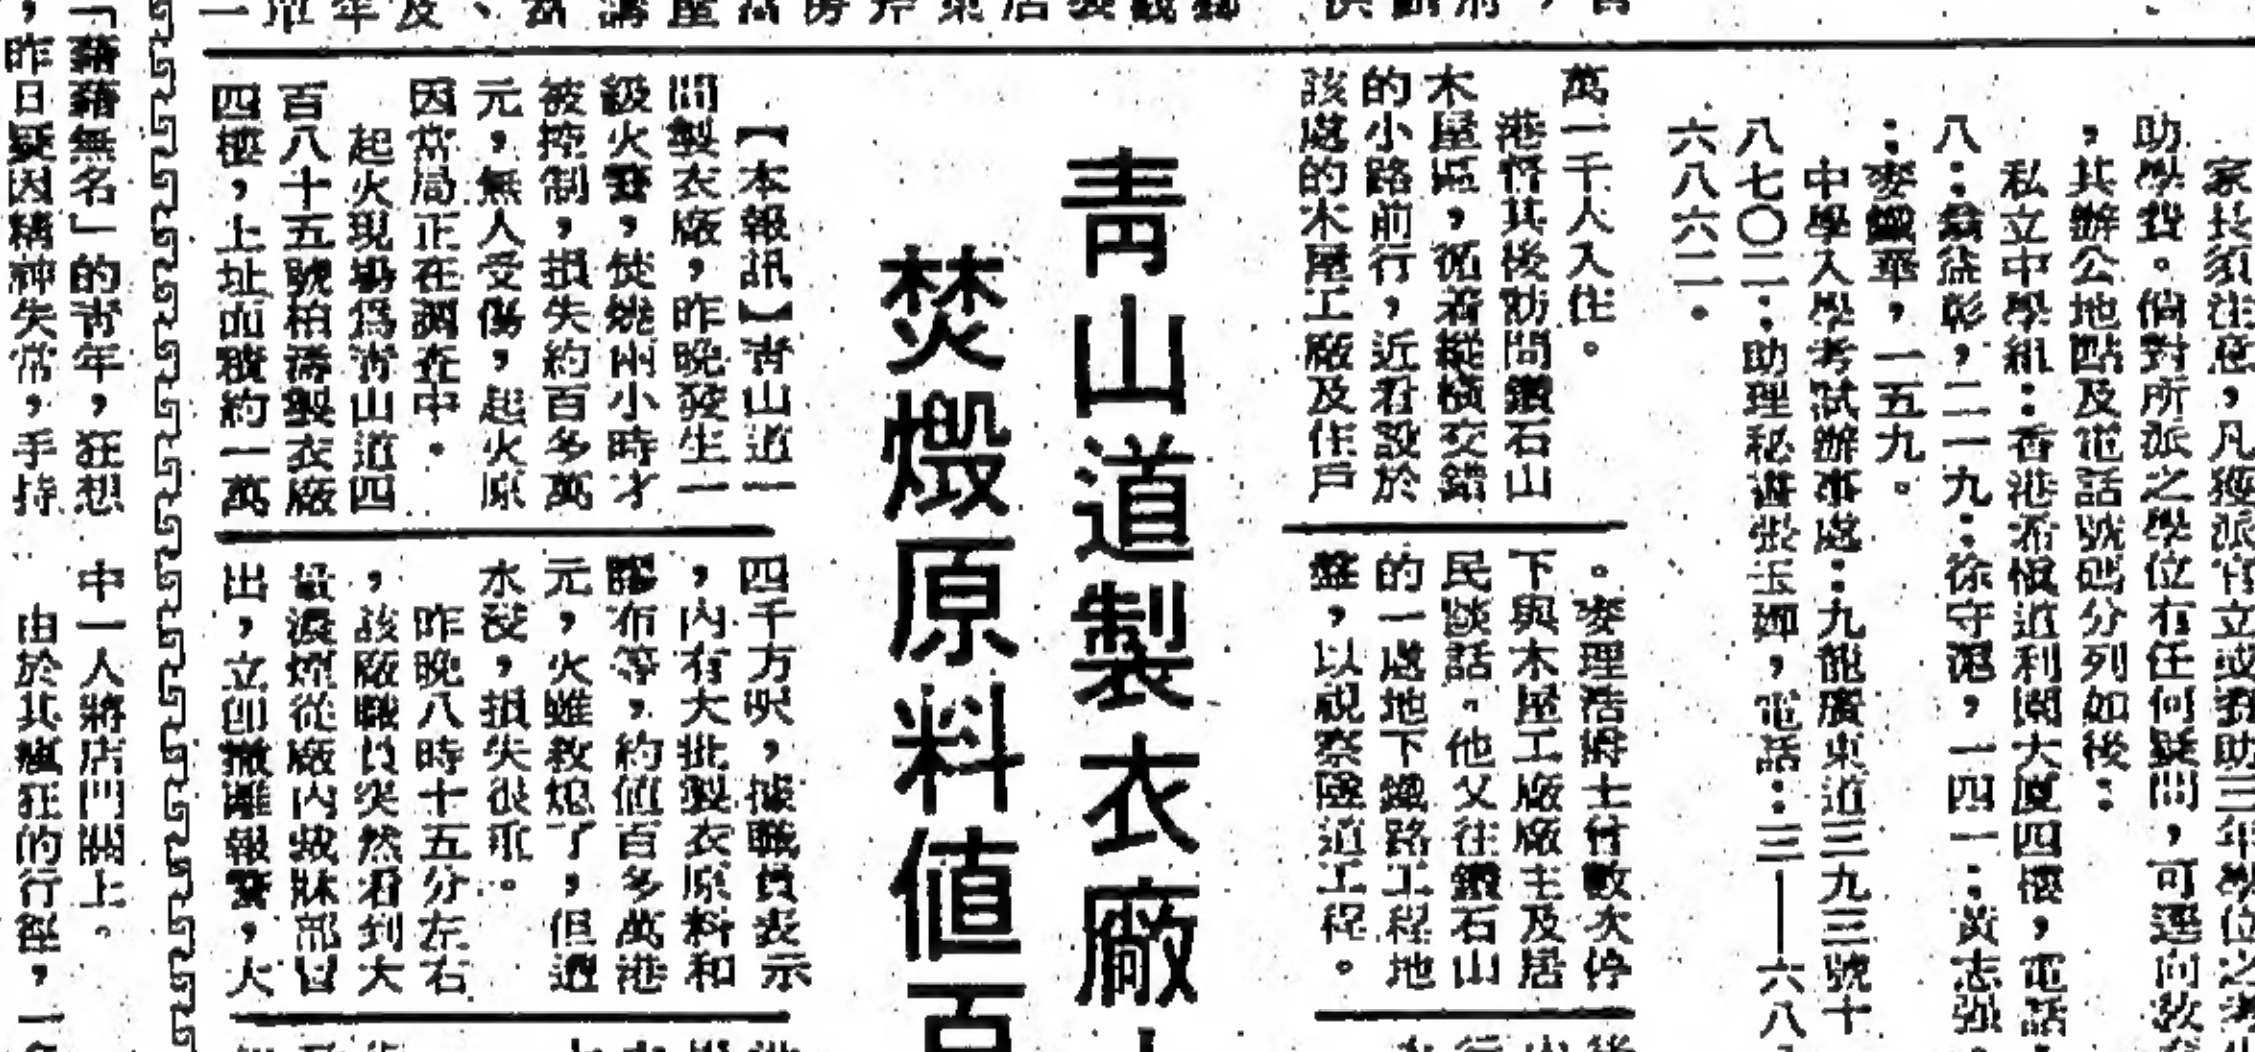 家長須注意，凡獲派官立或資助三年學位之
助學費。倘對所派之學位有任何疑問，可逕向教
，其辦公地點及電話號碼分列如後：
私立中學組：香港希慎道利園大廈四樓，電話
八：益彰，二一九：徐守滬，一四一：黃志強
：麥鐵華，一五九。
中學入學考試辦事處：九龍廣東道三九三號十
八七〇二：助理秘書張玉卿，電話：三——六八
六八六二。
萬一千人入住。
港督其後訪問鑽石山
木屋區，循着縱橫交錯
的小路前行，近看設於
該處的木屋工廠及住戶
。麥理浩爵士曾數次停
下與木屋工廠廠主及居
民談話。他又往鑽石山
的一處地下鐵路工程地
盤，以視察隧道工程。
青山道製衣廠
焚燬原料值百
【本報訊】青山道一
間製衣廠，昨晚發生一
級火警，焚燒兩小時才
被控制，損失約百多萬
元，無人受傷，起火原
因當局正在調查中。
起火現場為青山道四
百八十五號柏濤製衣廠
四樓，上址面積約一萬
四千方呎，據職員表示
，內有大批製衣原料和
膠布等，約值百多萬港
元，火雖救熄了，但遭
水浸，損失很重。
昨晚八時十五分左右
，該廠職員突然看到大
量濃煙從廠內裁牀部冒
出，立即撤離報警，火
「藉藉無名」的青年，狂想
，昨日疑因精神失常，手持
中一人將店門關上。
由於其瘋狂的行徑，一